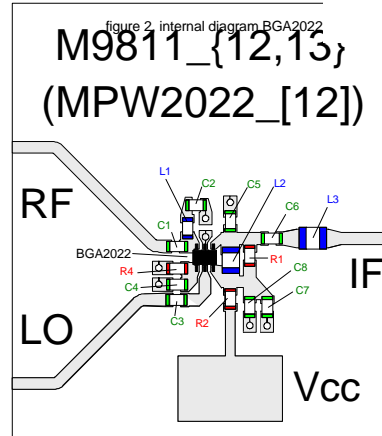 figure 2, internal diagram BGA2022
M9811_{12,13}
(MPW2022_[12])
L1
C2
C5
L2
C6
L3
RF
C1
BGA2022
R4
C4
C3
R1
C8
C7
R2
IF
LO
Vcc